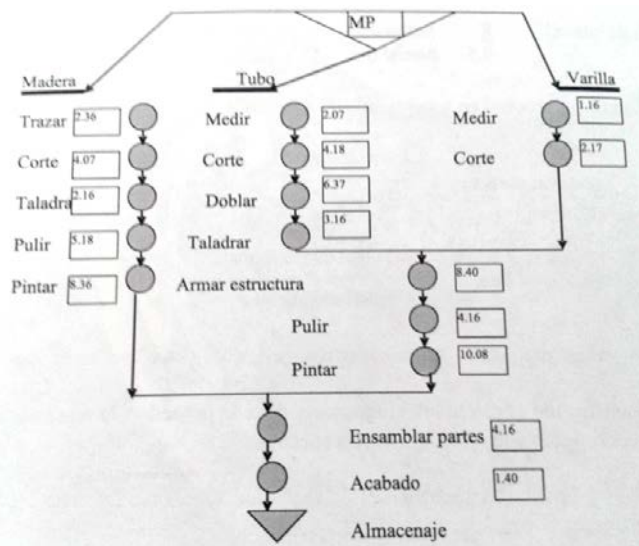 MP
Madera
Tubo
Varilla
Trazar 2.36
Corte 4.07
Taladra 2.16
Pulir 5.18
Pintar 8.36
Medir 2.07
Corte 4.18
Doblar 6.37
Taladrar 3.16
Medir 1.16
Corte 2.17
Armar estructura 8.40
Pulir 4.16
Pintar 10.08
Ensamblar partes 4.16
Acabado 1.40
Almacenaje